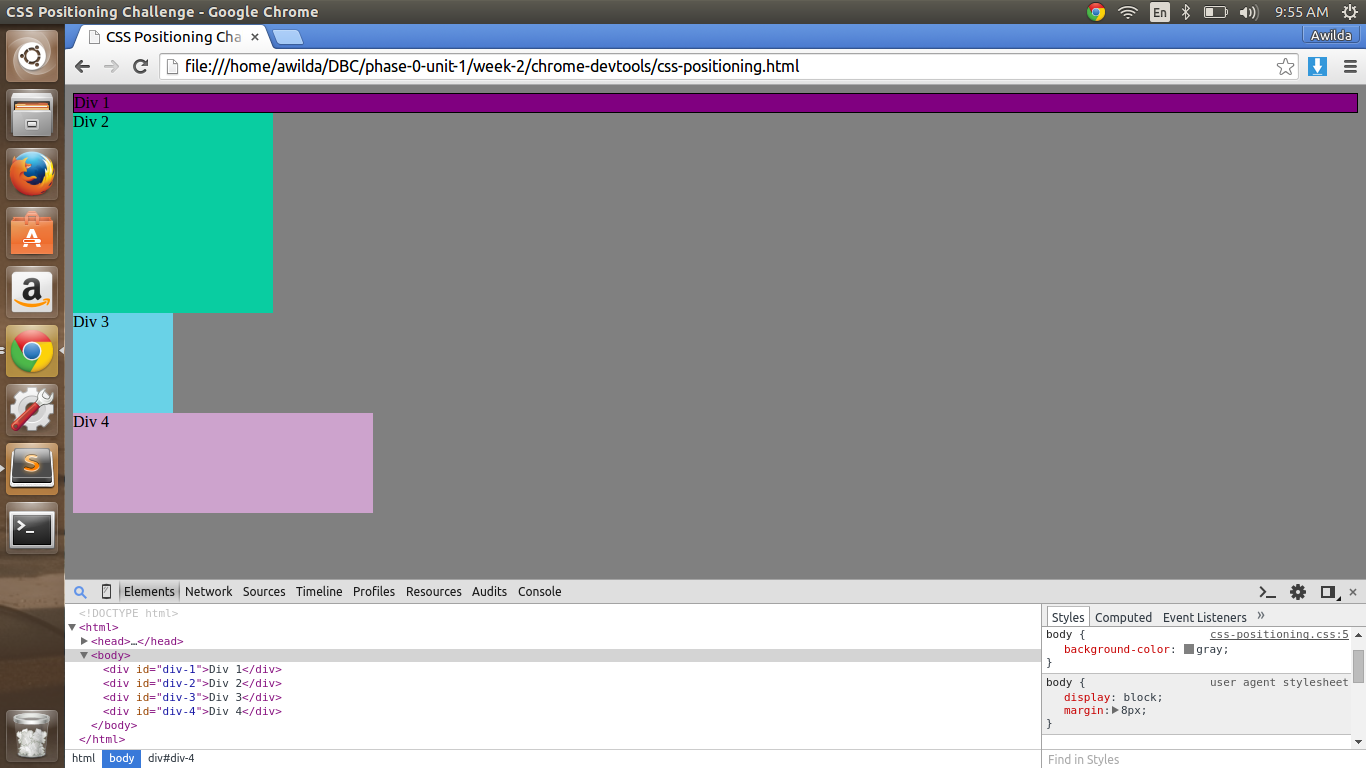 CSS Positioning Challenge - Google Chrome
En
9:55 AM
CSS Positioning Cha
Awilda
file:///home/awilda/DBC/phase-0-unit-1/week-2/chrome-devtools/css-positioning.html
Div 1
Div 2
Div 3
Div 4
Elements Network Sources Timeline Profiles Resources Audits Console
<!DOCTYPE html>
<html>
<head>…</head>
<body>
<div id="div-1">Div 1</div>
<div id="div-2">Div 2</div>
<div id="div-3">Div 3</div>
<div id="div-4">Div 4</div>
</body>
</html>
html body div#div-4
Styles Computed Event Listeners »
body { css-positioning.css:5
background-color: gray;
}
body { user agent stylesheet
display: block;
margin: 8px;
}
Find in Styles